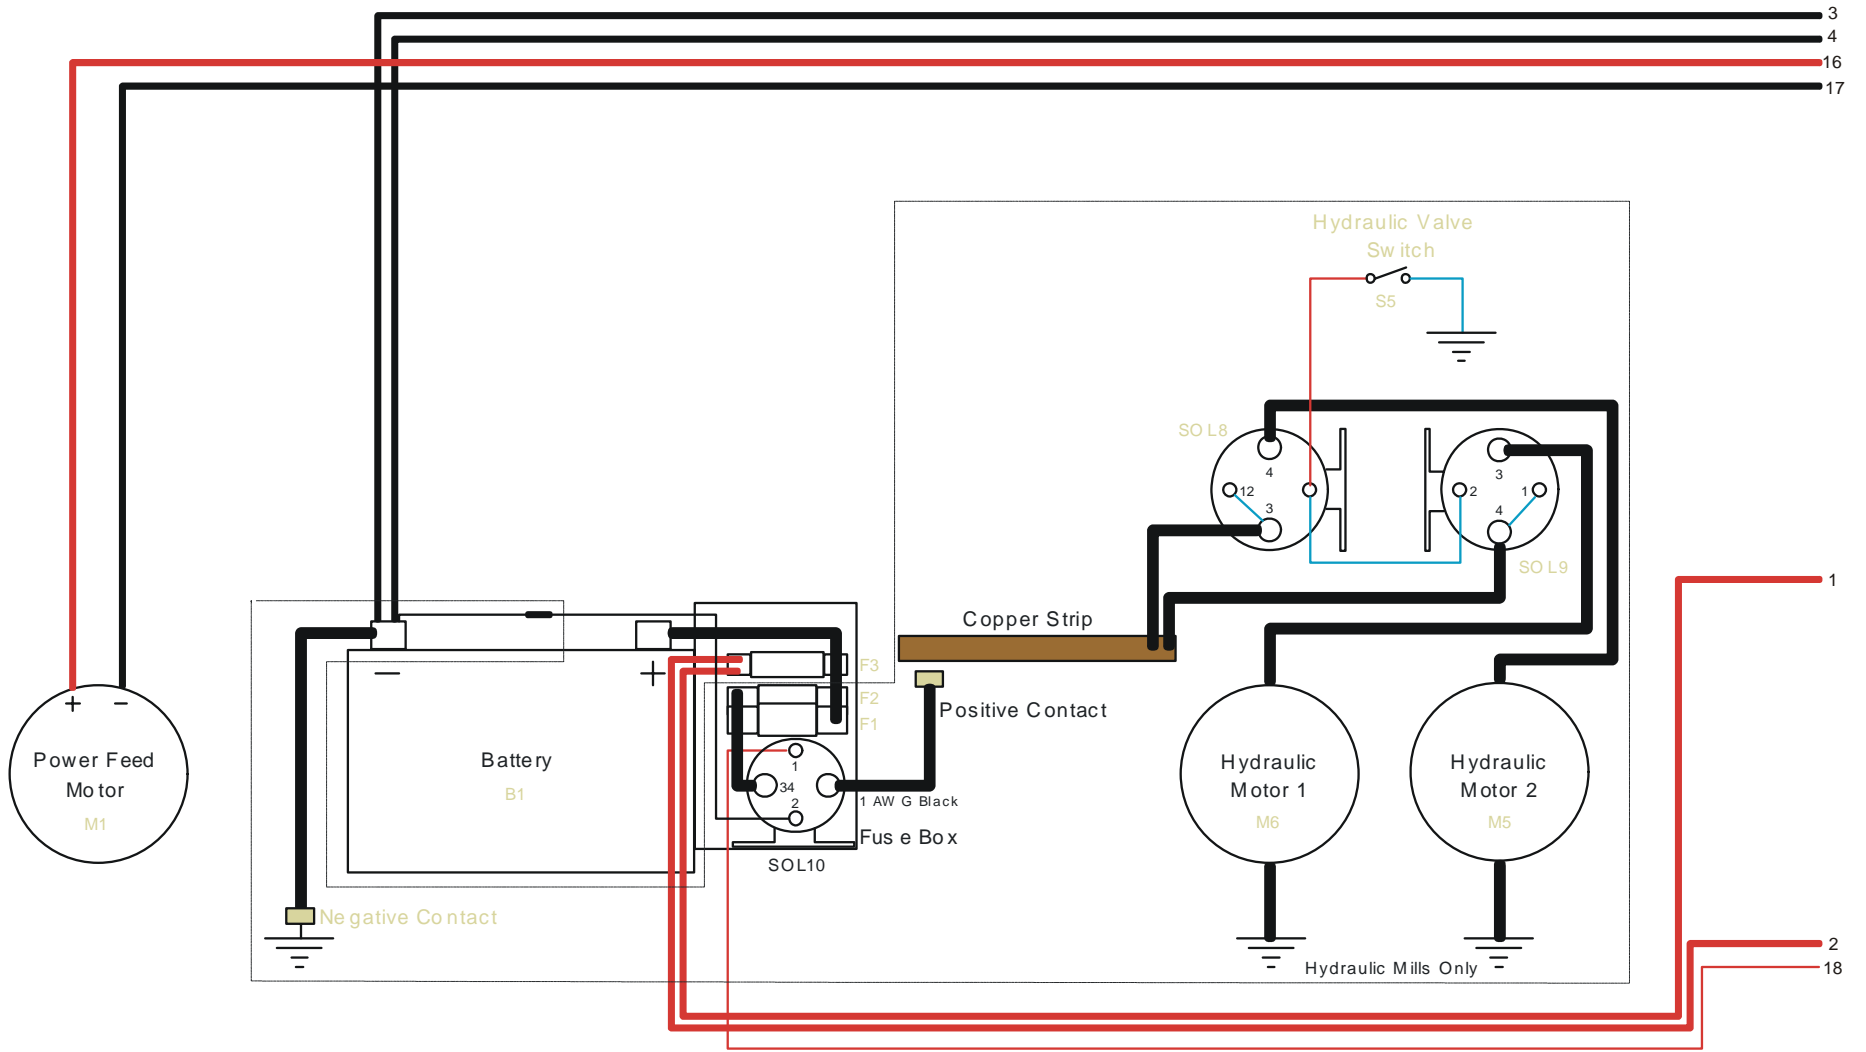 3
4
16
17
Hydraulic Valve
Switch
S5
SOL8
4
12
3
3
2
1
4
SOL9
1
Copper Strip
+
F3
F2
F1
Positive Contact
+ −
Power Feed
Motor
M1
Battery
B1
1
34
2
1 AWG Black
Fuse Box
SOL10
Hydraulic
Motor 1
M6
Hydraulic
Motor 2
M5
Negative Contact
Hydraulic Mills Only
2
18